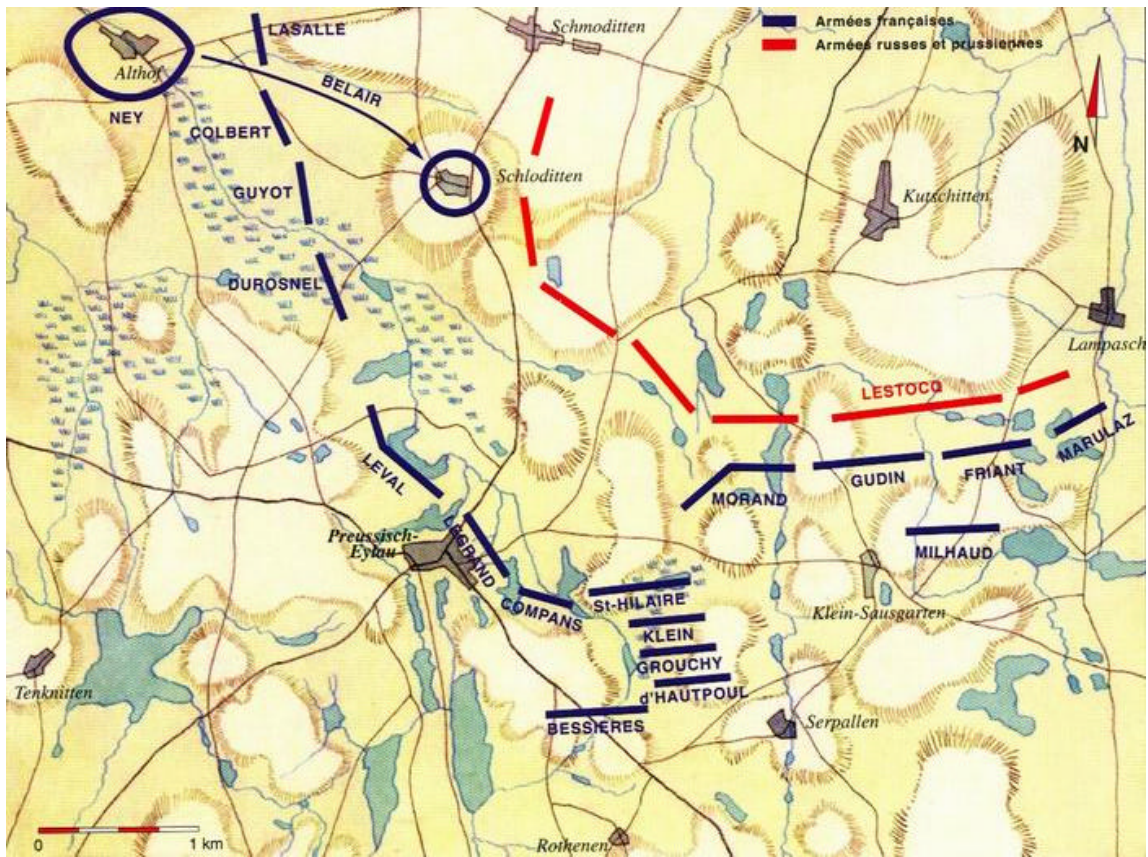 LASALLE
Schmoditten
Armées françaises
Armées russes et prussiennes
Althof
BELAIR
NEY
COLBERT
N
Schloditten
GUYOT
Kutschitten
DUROSNEL
Lampasch
LESTOCQ
MARULAZ
LEVAL
MORAND
GUDIN
FRIANT
Preussisch-
Eylau
LEGRAND
MILHAUD
COMPANS
St-HILAIRE
Klein-Sausgarten
KLEIN
GROUCHY
Tenknitten
d'HAUTPOUL
BESSIERES
Serpallen
0
1 km
Rothenen